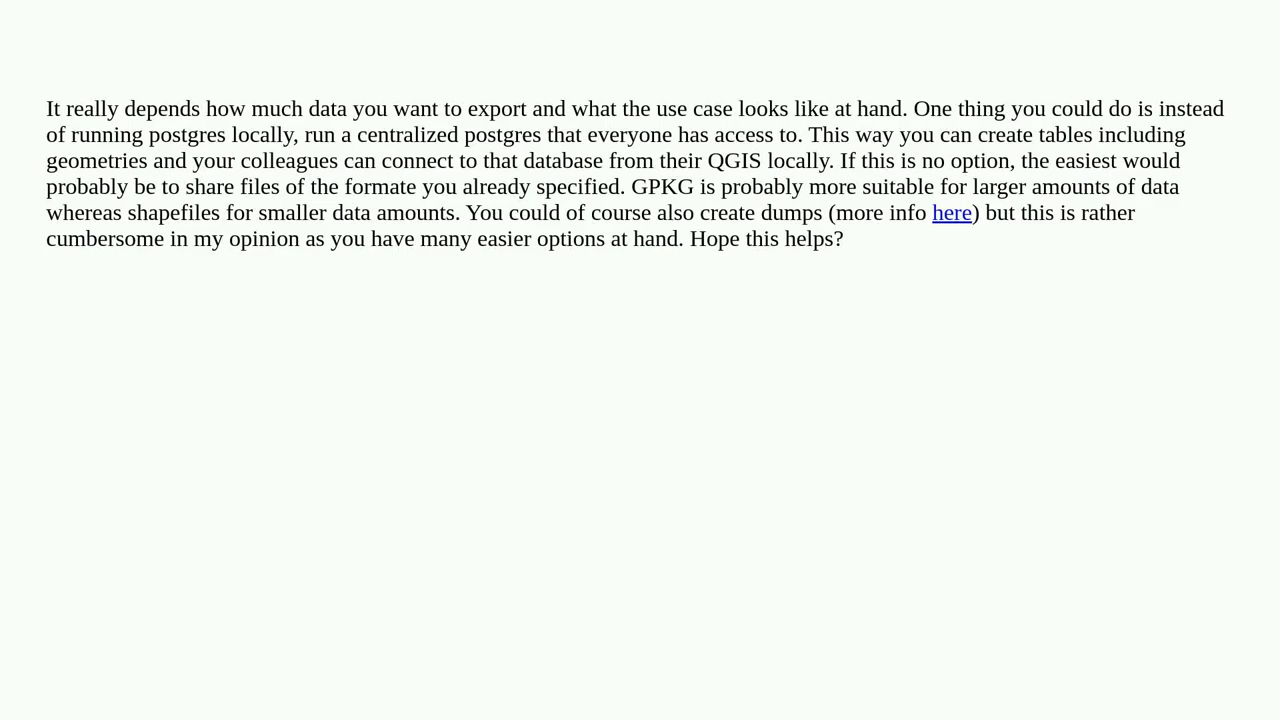 It really depends how much data you want to export and what the use case looks like at hand. One thing you could do is instead
of running postgres locally, run a centralized postgres that everyone has access to. This way you can create tables including
geometries and your colleagues can connect to that database from their QGIS locally. If this is no option, the easiest would
probably be to share files of the formate you already specified. GPKG is probably more suitable for larger amounts of data
whereas shapefiles for smaller data amounts. You could of course also create dumps (more info here) but this is rather
cumbersome in my opinion as you have many easier options at hand. Hope this helps?